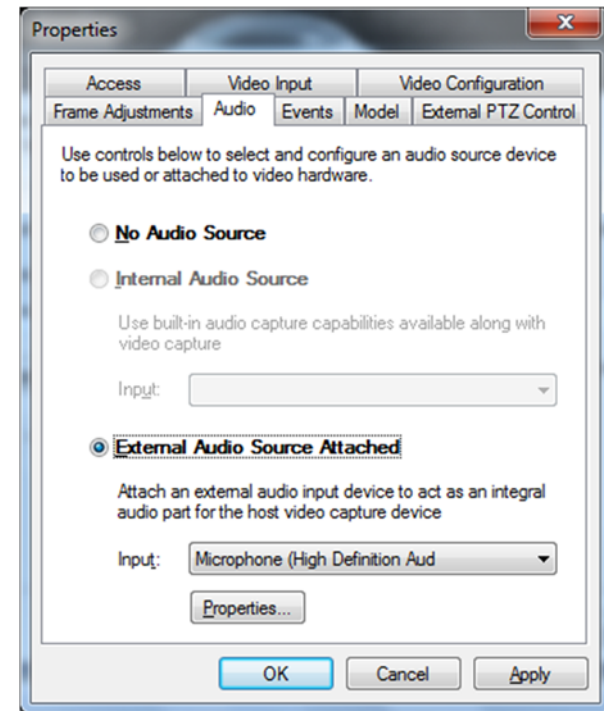 Properties
Access Video Input Video Configuration
Frame Adjustments Audio Events Model External PTZ Control
Use controls below to select and configure an audio source device
to be used or attached to video hardware.
No Audio Source
Internal Audio Source
Use built-in audio capture capabilities available along with
video capture
Input:
External Audio Source Attached
Attach an external audio input device to act as an integral
audio part for the host video capture device
Input: Microphone (High Definition Aud
Properties...
OK Cancel Apply